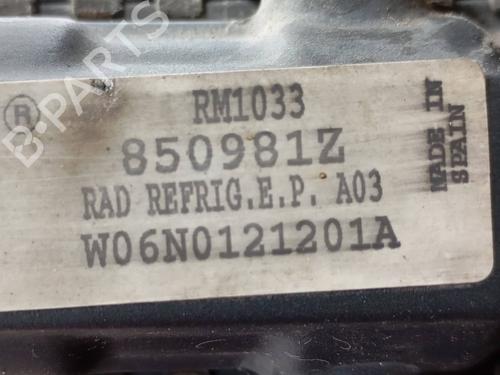 B-PARTS
®
RM1033
850981Z
RAD REFRIG.E.P. A03
W06N0121201A
MADE IN
SPAIN